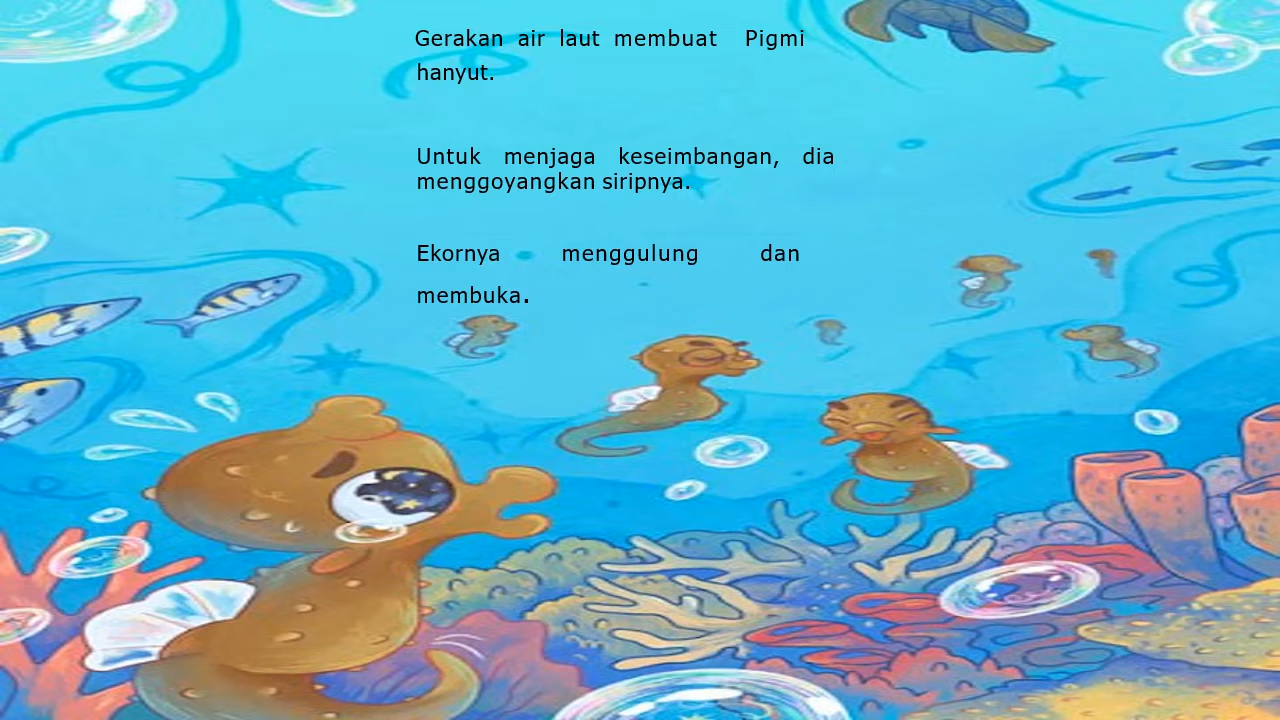 Gerakan air laut membuat Pigmi
hanyut.
Untuk menjaga keseimbangan, dia
menggoyangkan siripnya.
Ekornya menggulung dan
membuka.